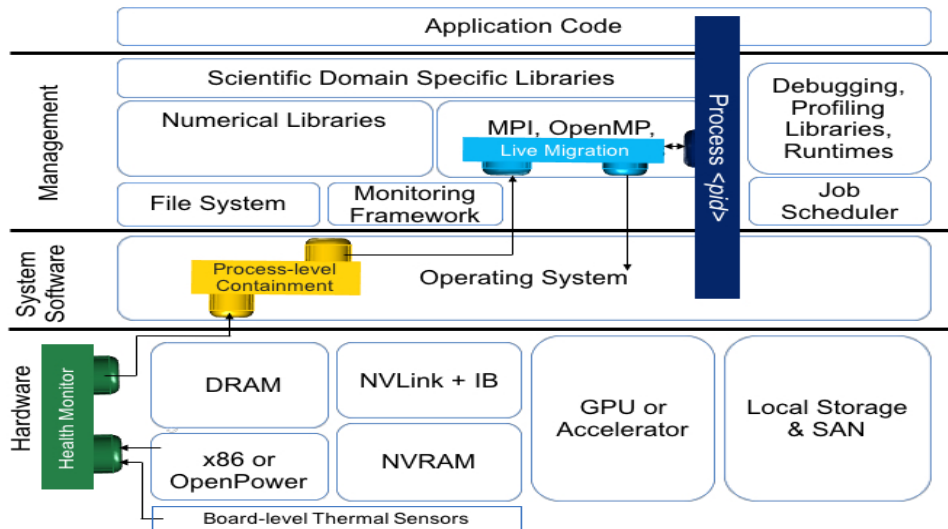 Application Code
Management
Scientific Domain Specific Libraries
Numerical Libraries
MPI, OpenMP,
Live Migration
Process <pid>
Debugging,
Profiling
Libraries,
Runtimes
File System
Monitoring
Framework
Job
Scheduler
System
Software
Process-level
Containment
Operating System
Hardware
Health Monitor
DRAM
NVLink + IB
GPU or
Accelerator
Local Storage
& SAN
x86 or
OpenPower
NVRAM
Board-level Thermal Sensors